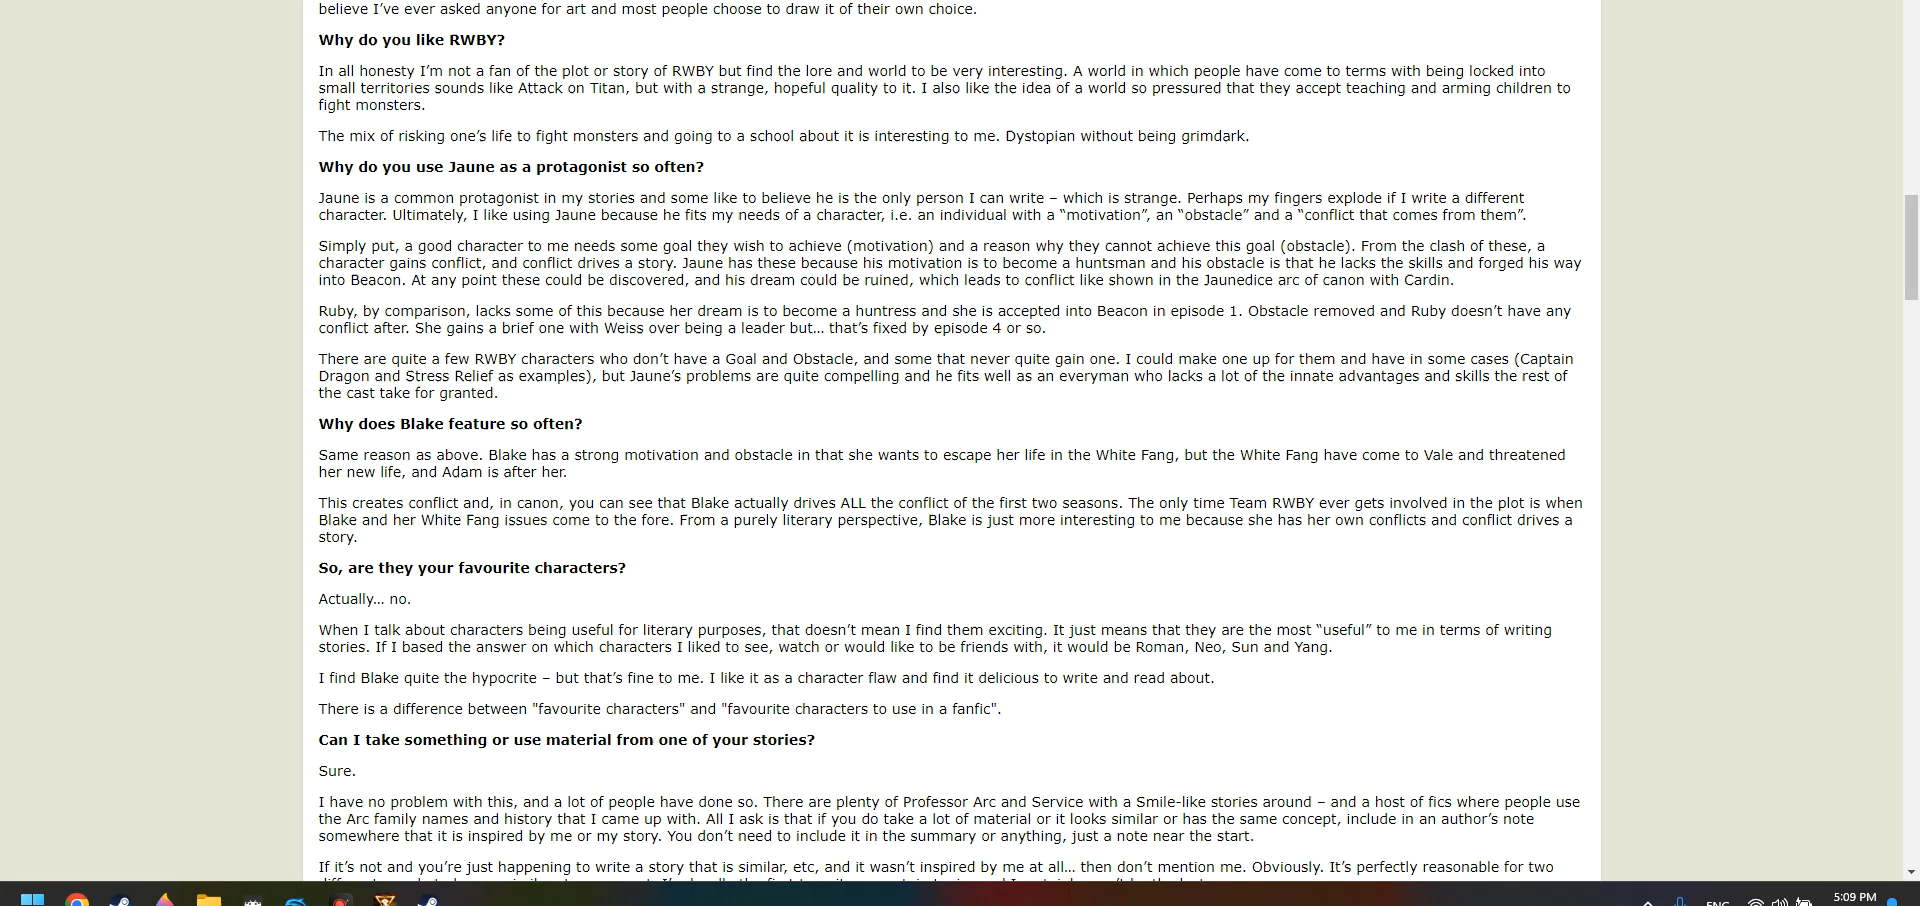 believe I’ve ever asked anyone for art and most people choose to draw it of their own choice.
Why do you like RWBY?
In all honesty I’m not a fan of the plot or story of RWBY but find the lore and world to be very interesting. A world in which people have come to terms with being locked into
small territories sounds like Attack on Titan, but with a strange, hopeful quality to it. I also like the idea of a world so pressured that they accept teaching and arming children to
fight monsters.
The mix of risking one’s life to fight monsters and going to a school about it is interesting to me. Dystopian without being grimdark.
Why do you use Jaune as a protagonist so often?
Jaune is a common protagonist in my stories and some like to believe he is the only person I can write – which is strange. Perhaps my fingers explode if I write a different
character. Ultimately, I like using Jaune because he fits my needs of a character, i.e. an individual with a “motivation”, an “obstacle” and a “conflict that comes from them”.
Simply put, a good character to me needs some goal they wish to achieve (motivation) and a reason why they cannot achieve this goal (obstacle). From the clash of these, a
character gains conflict, and conflict drives a story. Jaune has these because his motivation is to become a huntsman and his obstacle is that he lacks the skills and forged his way
into Beacon. At any point these could be discovered, and his dream could be ruined, which leads to conflict like shown in the Jaunedice arc of canon with Cardin.
Ruby, by comparison, lacks some of this because her dream is to become a huntress and she is accepted into Beacon in episode 1. Obstacle removed and Ruby doesn’t have any
conflict after. She gains a brief one with Weiss over being a leader but… that’s fixed by episode 4 or so.
There are quite a few RWBY characters who don’t have a Goal and Obstacle, and some that never quite gain one. I could make one up for them and have in some cases (Captain
Dragon and Stress Relief as examples), but Jaune’s problems are quite compelling and he fits well as an everyman who lacks a lot of the innate advantages and skills the rest of
the cast take for granted.
Why does Blake feature so often?
Same reason as above. Blake has a strong motivation and obstacle in that she wants to escape her life in the White Fang, but the White Fang have come to Vale and threatened
her new life, and Adam is after her.
This creates conflict and, in canon, you can see that Blake actually drives ALL the conflict of the first two seasons. The only time Team RWBY ever gets involved in the plot is when
Blake and her White Fang issues come to the fore. From a purely literary perspective, Blake is just more interesting to me because she has her own conflicts and conflict drives a
story.
So, are they your favourite characters?
Actually… no.
When I talk about characters being useful for literary purposes, that doesn’t mean I find them exciting. It just means that they are the most “useful” to me in terms of writing
stories. If I based the answer on which characters I liked to see, watch or would like to be friends with, it would be Roman, Neo, Sun and Yang.
I find Blake quite the hypocrite – but that’s fine to me. I like it as a character flaw and find it delicious to write and read about.
There is a difference between "favourite characters" and "favourite characters to use in a fanfic".
Can I take something or use material from one of your stories?
Sure.
I have no problem with this, and a lot of people have done so. There are plenty of Professor Arc and Service with a Smile-like stories around – and a host of fics where people use
the Arc family names and history that I came up with. All I ask is that if you do take a lot of material or it looks similar or has the same concept, include in an author’s note
somewhere that it is inspired by me or my story. You don’t need to include it in the summary or anything, just a note near the start.
If it’s not and you’re just happening to write a story that is similar, etc, and it wasn’t inspired by me at all… then don’t mention me. Obviously. It’s perfectly reasonable for two
ENG
5:09 PM